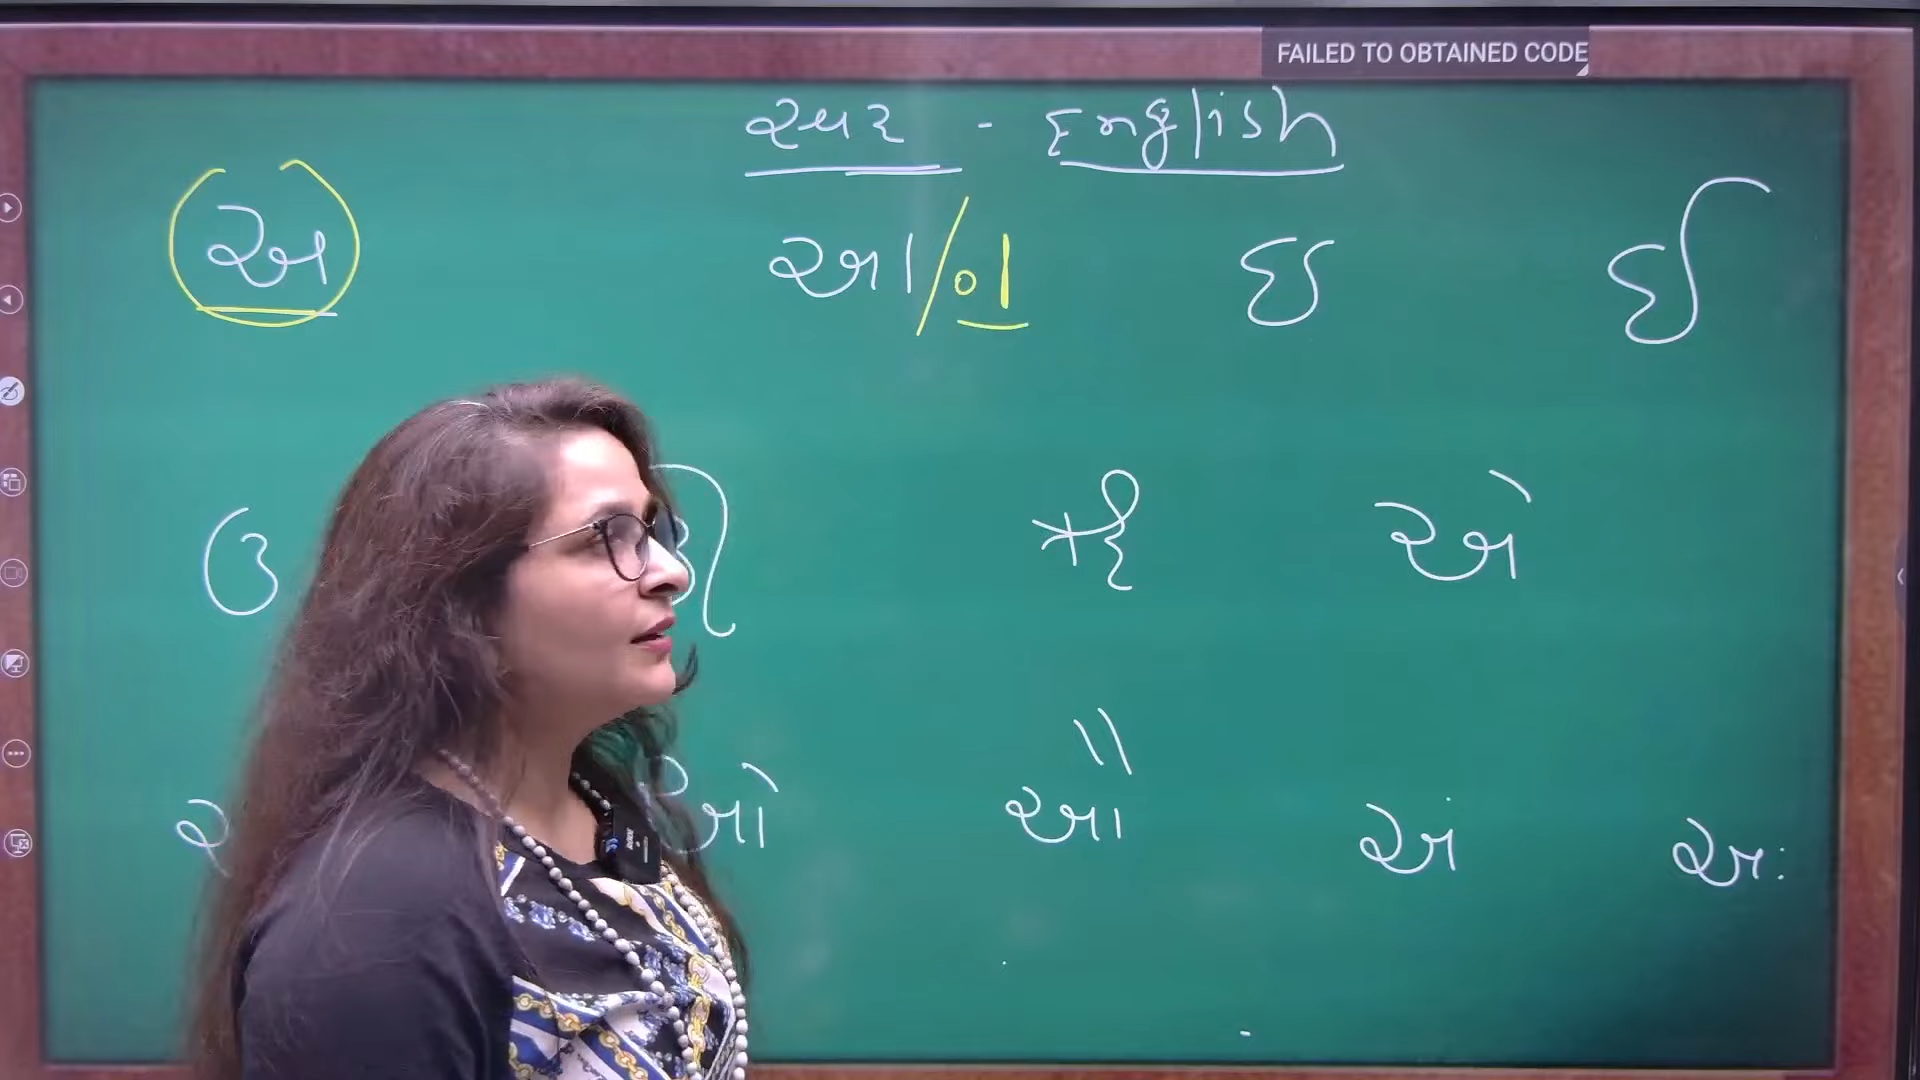 FAILED TO OBTAINED CODE
સ્વર - English
અ આ/ ા ઇ ઈ
ઉ ઋ એ
ઓ ઔ અં અઃ